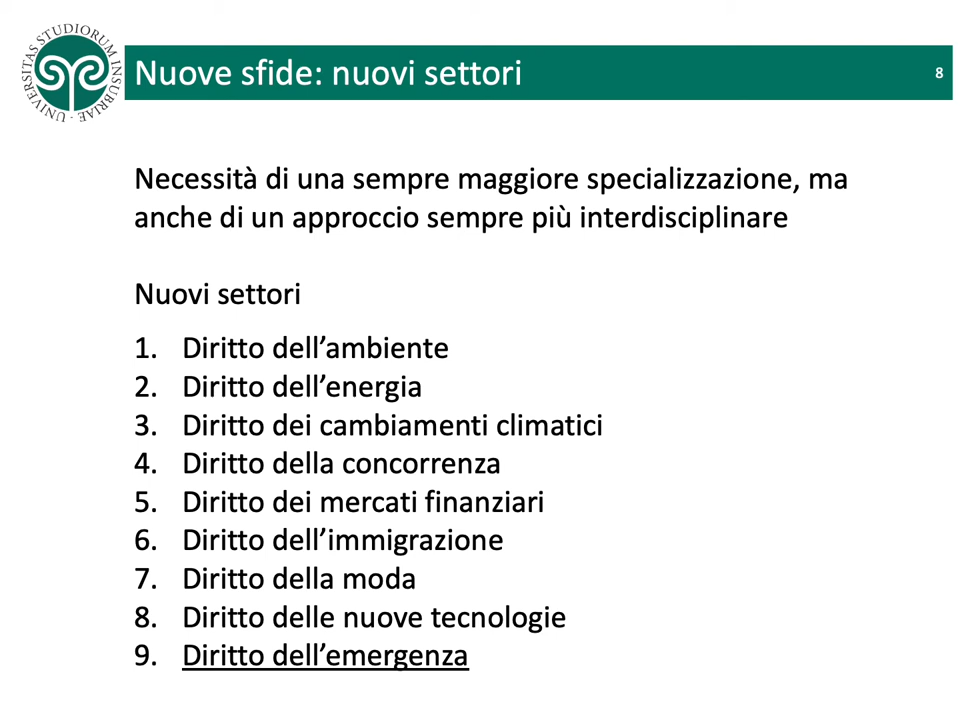 UNIVERSITAS STUDIORUM INSUBRIAE
Nuove sfide: nuovi settori
8
Necessità di una sempre maggiore specializzazione, ma
anche di un approccio sempre più interdisciplinare
Nuovi settori
1. Diritto dell’ambiente
2. Diritto dell’energia
3. Diritto dei cambiamenti climatici
4. Diritto della concorrenza
5. Diritto dei mercati finanziari
6. Diritto dell’immigrazione
7. Diritto della moda
8. Diritto delle nuove tecnologie
9. Diritto dell’emergenza